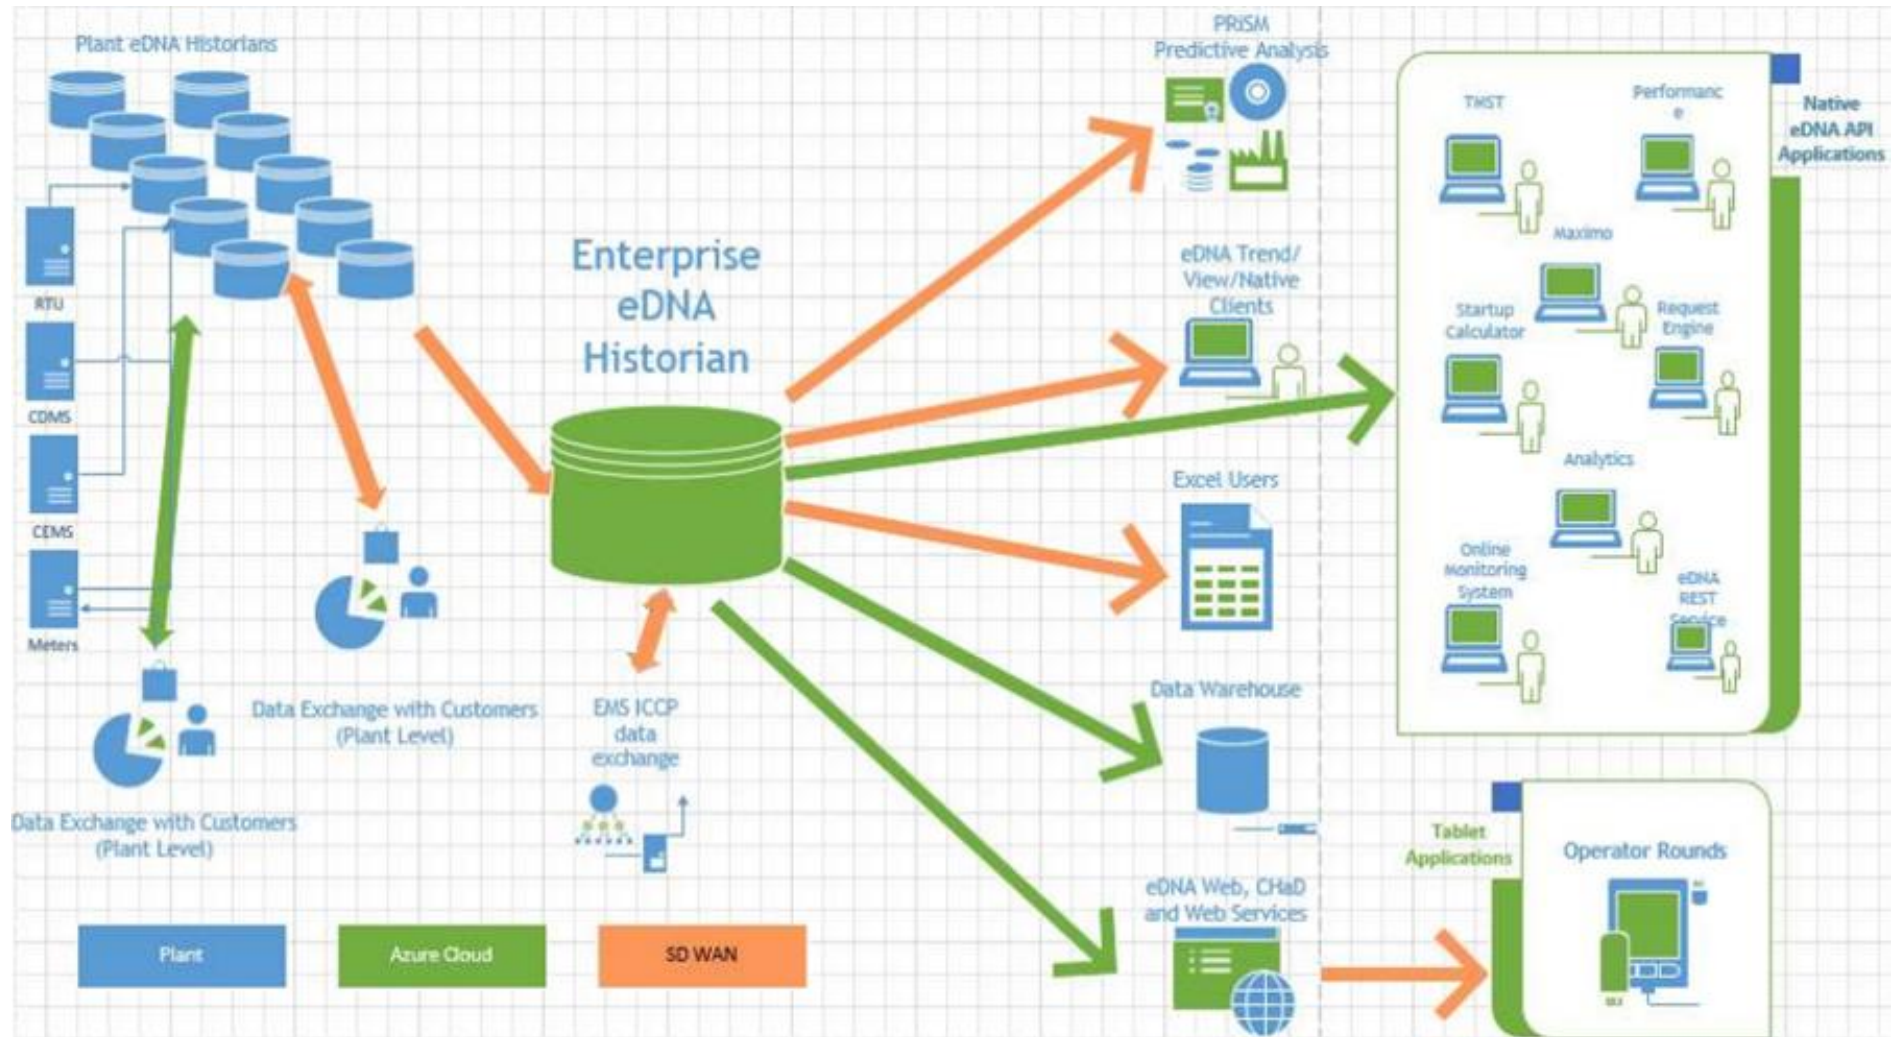 Plant eDNA Historians
RTU
CDMS
CEMS
Meters
Data Exchange with Customers
(Plant Level)
Data Exchange with Customers
(Plant Level)
Enterprise
eDNA
Historian
EMS ICCP
data
exchange
PRiSM
Predictive Analysis
eDNA Trend/
View/Native
Clients
Excel Users
Data Warehouse
eDNA Web, CHaD
and Web Services
Native
eDNA API
Applications
Performanc
e
Maximo
Startup
Calculator
Request
Engine
Analytics
Online
Monitoring
System
eDNA
REST
Service
Tablet
Applications
Operator Rounds
Plant
Azure Cloud
SD WAN